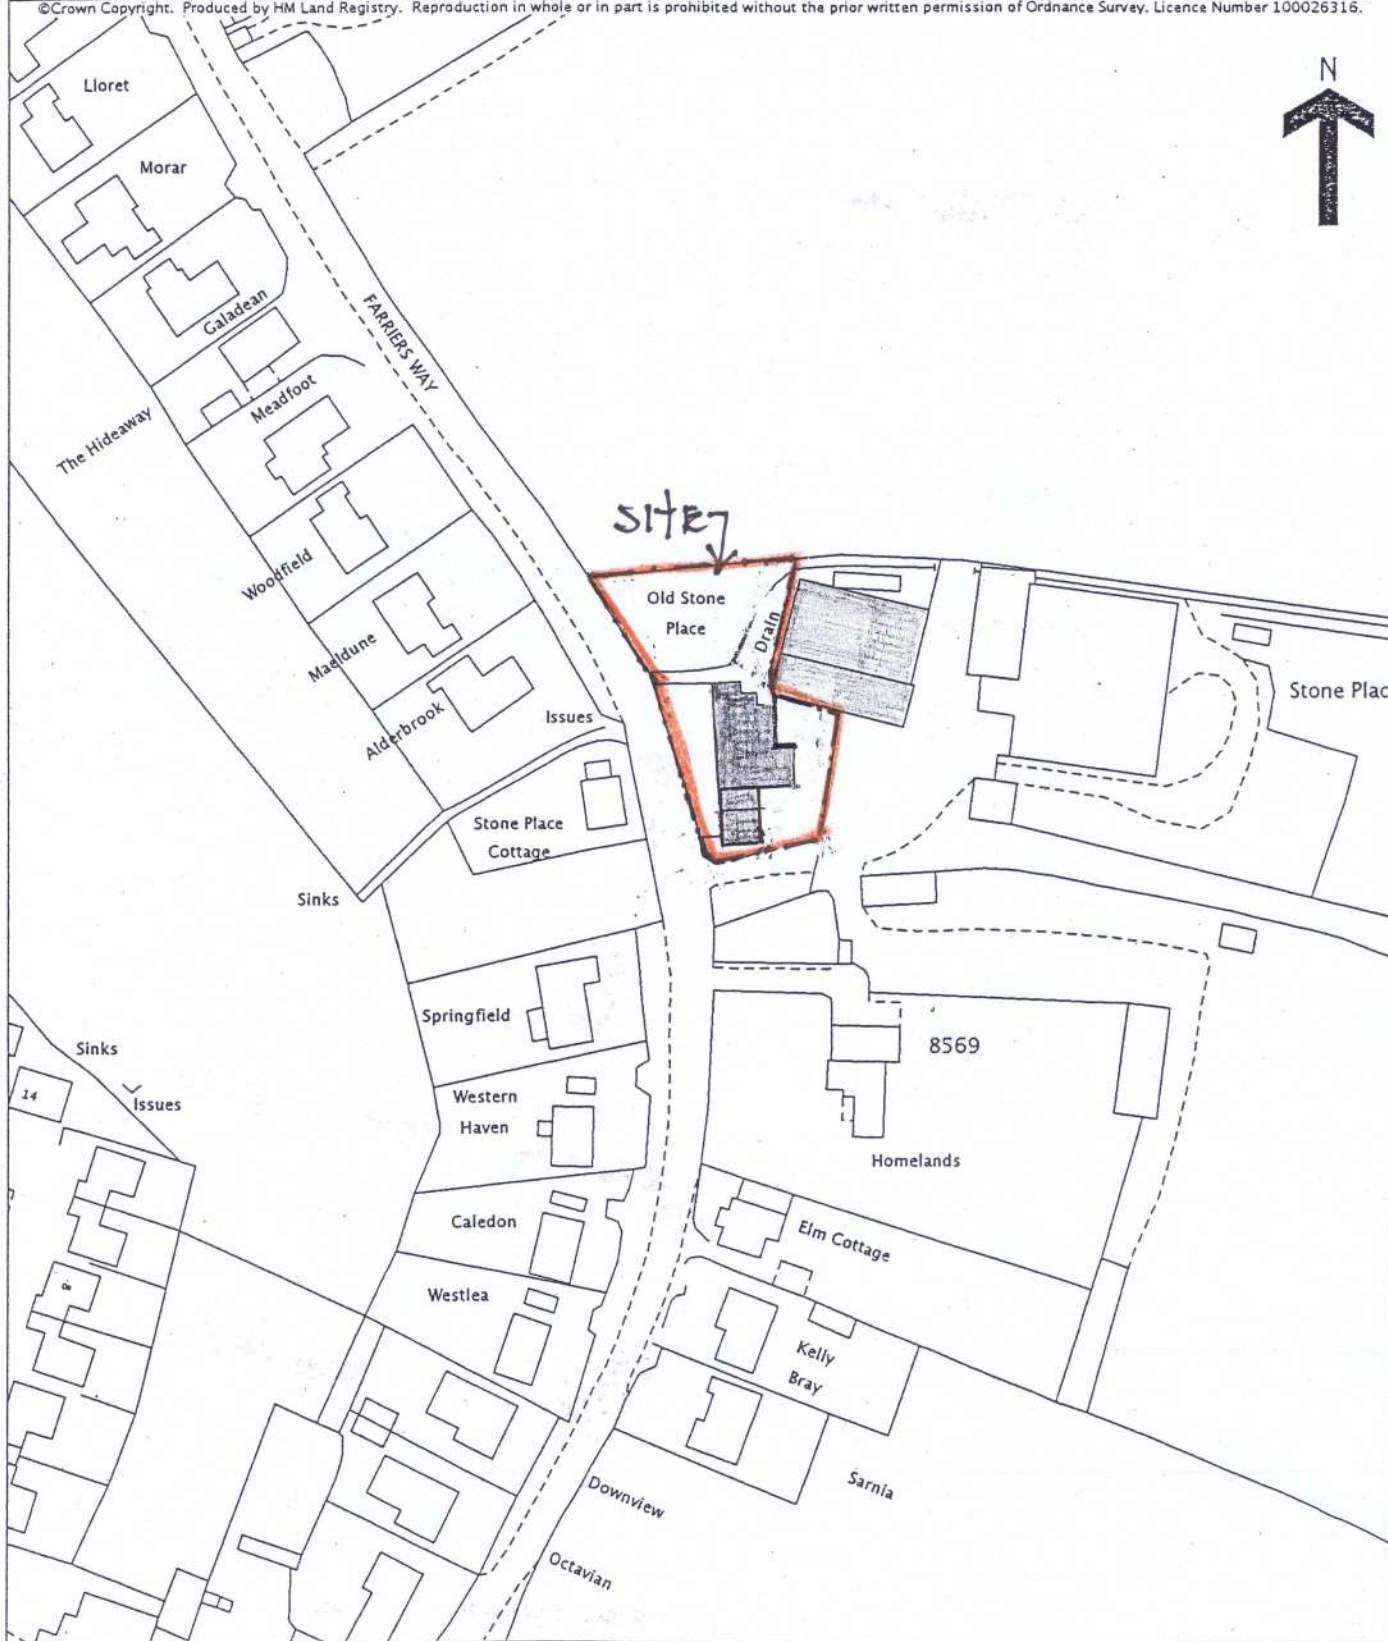 ©Crown Copyright. Produced by HM Land Registry. Reproduction in whole or in part is prohibited without the prior written permission of Ordnance Survey. Licence Number 100026316.
N
Lloret
Morar
Galadean
FARRIERS WAY
Meadfoot
The Hideaway
SITE
Woodfield
Old Stone
Place
Drain
Maeldune
Stone Plac
Alderbrook
Issues
Stone Place
Cottage
Sinks
Springfield
8569
Sinks
14
Issues
Western
Haven
Homelands
Caledon
Elm Cottage
8
Westlea
Kelly
Bray
Downview
Sarnia
Octavian